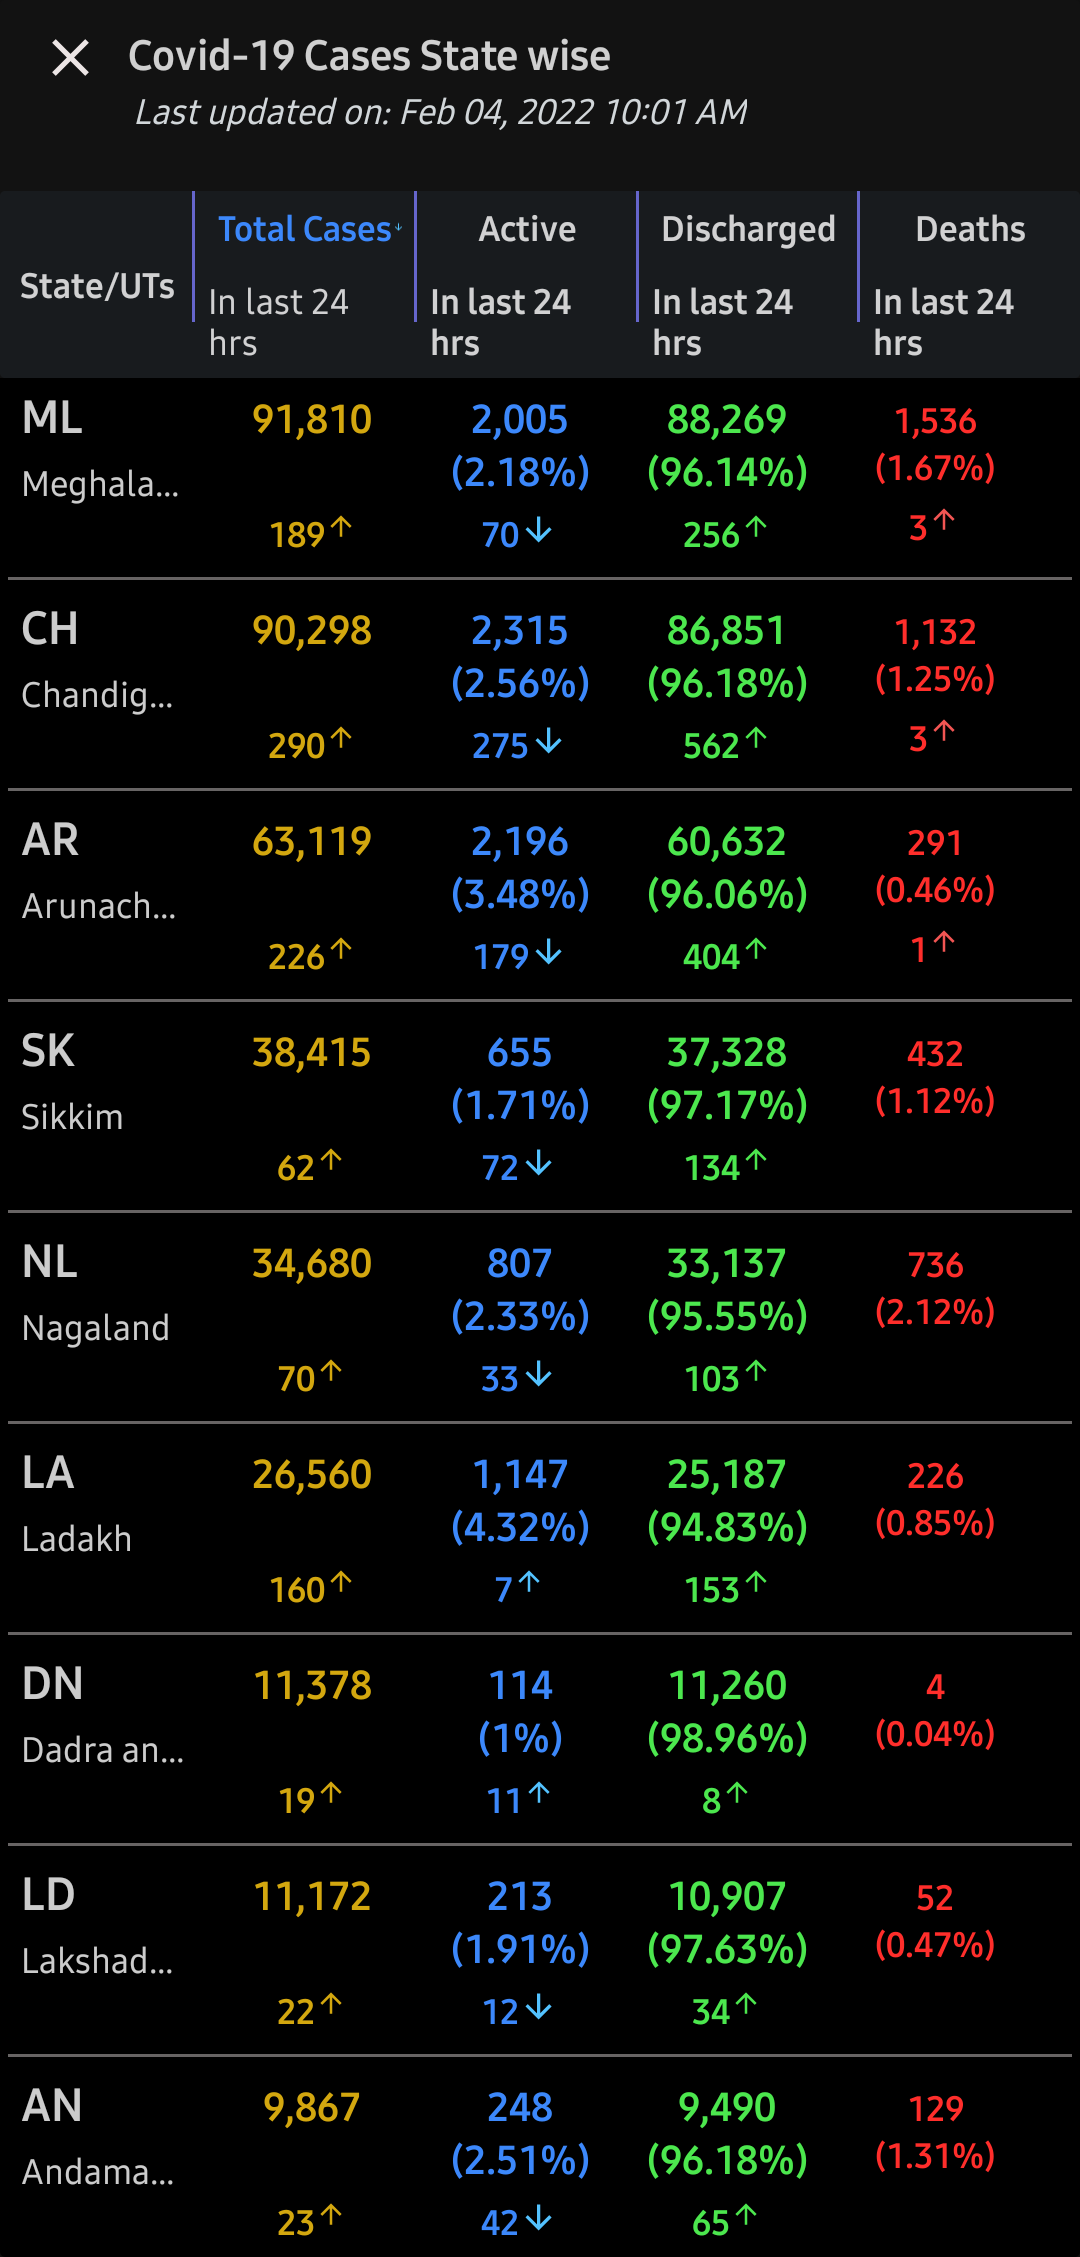 Covid-19 Cases State wise
Last updated on: Feb 04, 2022 10:01 AM
State/UTs
Total Cases↓ Active Discharged Deaths
In last 24 In last 24 In last 24 In last 24
hrs hrs hrs hrs
ML 91,810 2,005 88,269 1,536
Meghala... (2.18%) (96.14%) (1.67%)
189↑ 70↓ 256↑ 3↑
CH 90,298 2,315 86,851 1,132
Chandig... (2.56%) (96.18%) (1.25%)
290↑ 275↓ 562↑ 3↑
AR 63,119 2,196 60,632 291
Arunach... (3.48%) (96.06%) (0.46%)
226↑ 179↓ 404↑ 1↑
SK 38,415 655 37,328 432
Sikkim (1.71%) (97.17%) (1.12%)
62↑ 72↓ 134↑
NL 34,680 807 33,137 736
Nagaland (2.33%) (95.55%) (2.12%)
70↑ 33↓ 103↑
LA 26,560 1,147 25,187 226
Ladakh (4.32%) (94.83%) (0.85%)
160↑ 7↑ 153↑
DN 11,378 114 11,260 4
Dadra an... (1%) (98.96%) (0.04%)
19↑ 11↑ 8↑
LD 11,172 213 10,907 52
Lakshad... (1.91%) (97.63%) (0.47%)
22↑ 12↓ 34↑
AN 9,867 248 9,490 129
Andama... (2.51%) (96.18%) (1.31%)
23↑ 42↓ 65↑